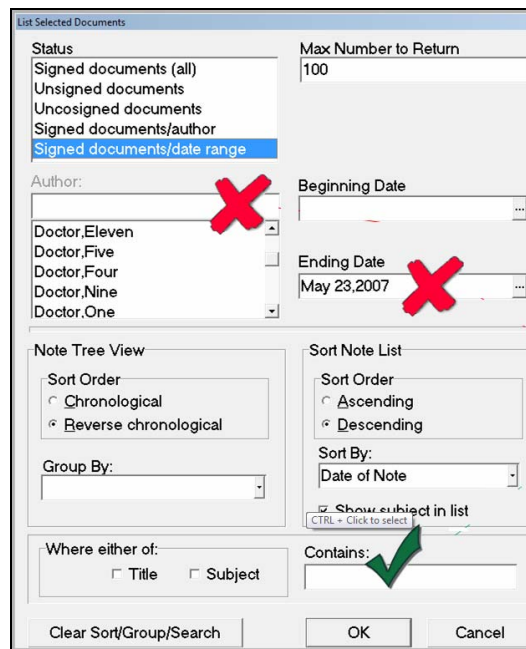 List Selected Documents
Status
Signed documents (all)
Unsigned documents
Uncosigned documents
Signed documents/author
Signed documents/date range
Max Number to Return
100
Author:
Doctor,Eleven
Doctor,Five
Doctor,Four
Doctor,Nine
Doctor,One
Beginning Date
...
Ending Date
May 23,2007
...
Note Tree View
Sort Order
Chronological
Reverse chronological
Group By:
Sort Note List
Sort Order
Ascending
Descending
Sort By:
Date of Note
Show subject in list
CTRL + Click to select
Where either of:
Title
Subject
Contains:
Clear Sort/Group/Search
OK
Cancel